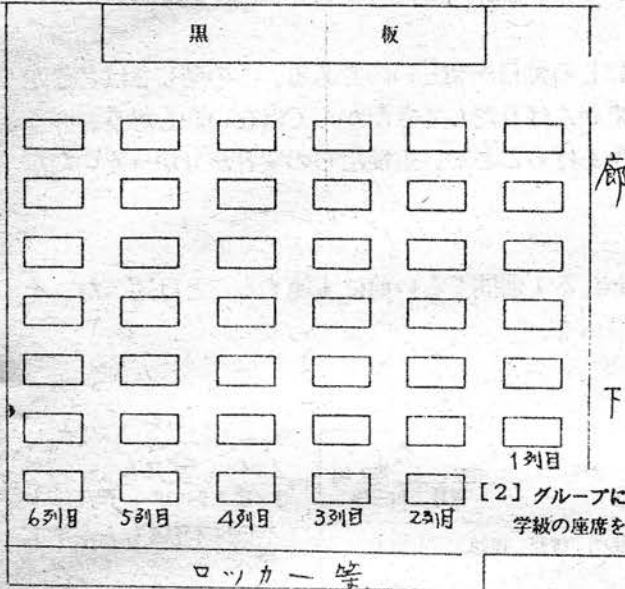 黒 板
廊
下
1列目
6列目 5列目 4列目 3列目 2列目
[2] グループに
学級の座席を
ロッカー等